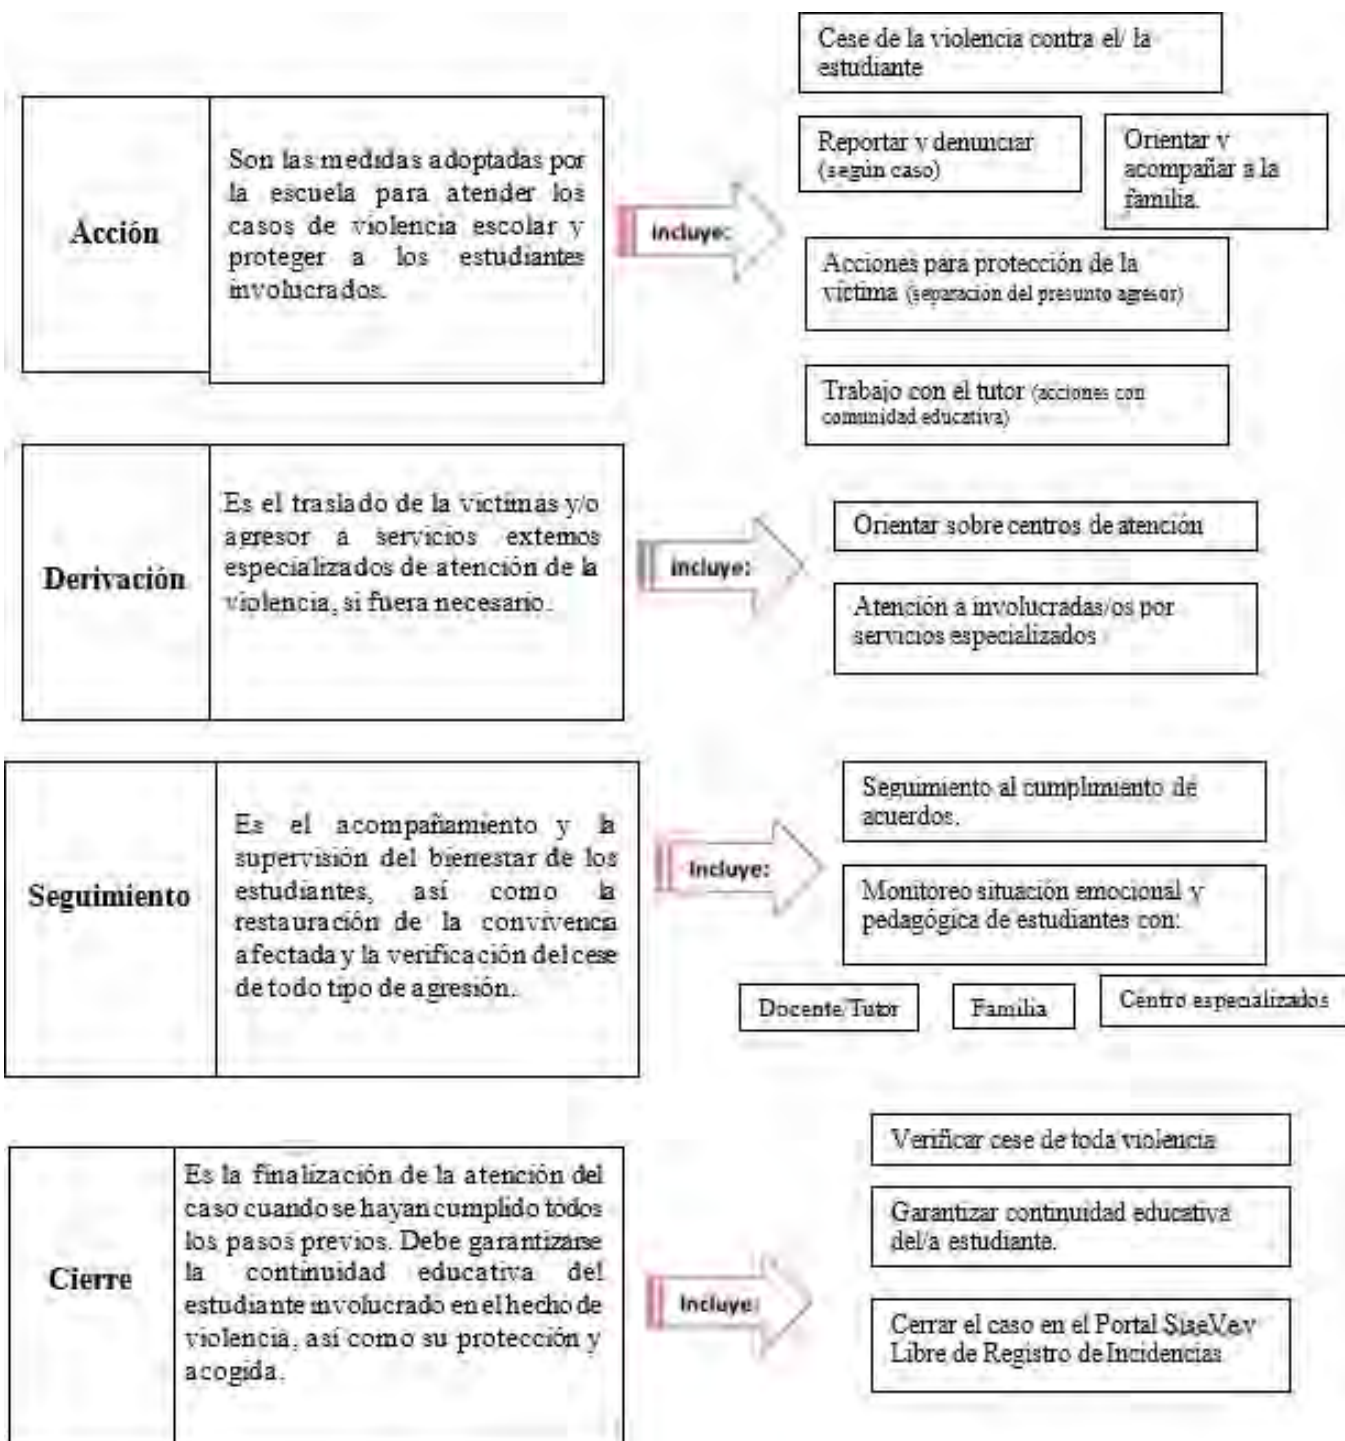 Acción
Son las medidas adoptadas por
la escuela para atender los
casos de violencia escolar y
proteger a los estudiantes
involucrados.
incluye:
Cese de la violencia contra el/ la
estudiante
Reportar y denunciar
(según caso)
Orientar y
acompañar a la
familia.
Acciones para protección de la
víctima (separación del presunto agresor)
Trabajo con el tutor (acciones con
comunidad educativa)
Derivación
Es el traslado de la víctimas y/o
agresor a servicios externos
especializados de atención de la
violencia, si fuera necesario.
incluye:
Orientar sobre centros de atención
Atención a involucradas/os por
servicios especializados
Seguimiento
Es el acompañamiento y la
supervisión del bienestar de los
estudiantes, así como la
restauración de la convivencia
afectada y la verificación del cese
de todo tipo de agresión.
Incluye:
Seguimiento al cumplimiento de
acuerdos.
Monitoreo situación emocional y
pedagógica de estudiantes con:
Docente/Tutor
Familia
Centro especializados
Cierre
Es la finalización de la atención del
caso cuando se hayan cumplido todos
los pasos previos. Debe garantizarse
la continuidad educativa del
estudiante involucrado en el hecho de
violencia, así como su protección y
acogida.
Incluye:
Verificar cese de toda violencia
Garantizar continuidad educativa
del/a estudiante.
Cerrar el caso en el Portal SiseVe y
Libre de Registro de Incidencias